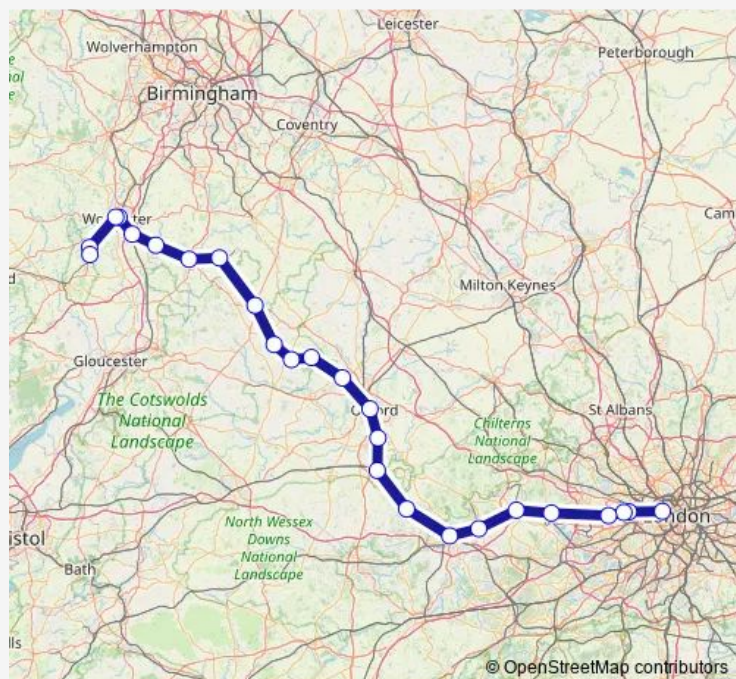 Leicester
Wolverhampton
Peterborough
Birmingham
Coventry
Cam
Milton Keynes
Gloucester
The Cotswolds
National
Landscape
St Albans
Chilterns
National
Landscape
North Wessex
Downs
National
Landscape
Bath
© OpenStreetMap contributors